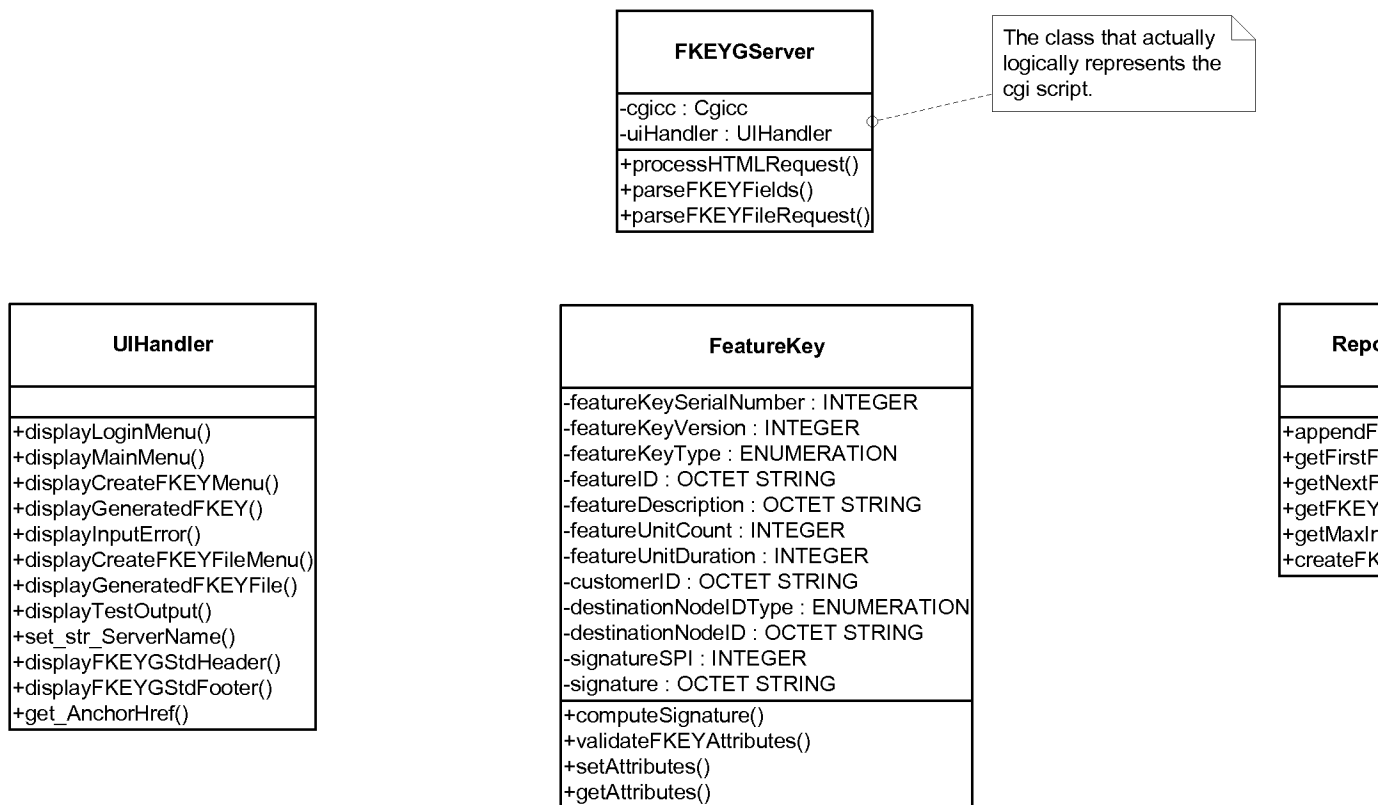 FKEYGServer
-cgicc : Cgicc
-uiHandler : UIHandler
+processHTMLRequest()
+parseFKEYFields()
+parseFKEYFileRequest()
The class that actually
logically represents the
cgi script.
UIHandler
+displayLoginMenu()
+displayMainMenu()
+displayCreateFKEYMenu()
+displayGeneratedFKEY()
+displayInputError()
+displayCreateFKEYFileMenu()
+displayGeneratedFKEYFile()
+displayTestOutput()
+set_str_ServerName()
+displayFKEYGStdHeader()
+displayFKEYGStdFooter()
+get_AnchorHref()
FeatureKey
-featureKeySerialNumber : INTEGER
-featureKeyVersion : INTEGER
-featureKeyType : ENUMERATION
-featureID : OCTET STRING
-featureDescription : OCTET STRING
-featureUnitCount : INTEGER
-featureUnitDuration : INTEGER
-customerID : OCTET STRING
-destinationNodeIDType : ENUMERATION
-destinationNodeID : OCTET STRING
-signatureSPI : INTEGER
-signature : OCTET STRING
+computeSignature()
+validateFKEYAttributes()
+setAttributes()
+getAttributes()